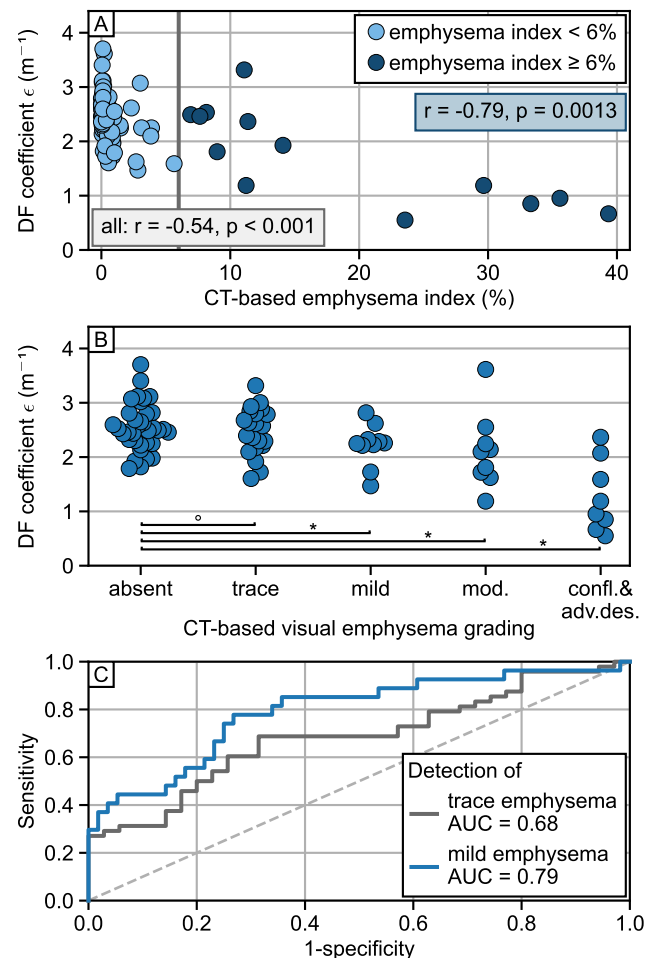 A
emphysema index < 6%
emphysema index ≥ 6%
r = -0.79, p = 0.0013
all: r = -0.54, p < 0.001
DF coefficient ϵ (m⁻¹)
4
3
2
1
0
0 10 20 30 40
CT-based emphysema index (%)
B
DF coefficient ϵ (m⁻¹)
4
3
2
1
0
°
*
*
*
absent trace mild mod. confl.&
adv.des.
CT-based visual emphysema grading
C
Sensitivity
1.0
0.8
0.6
0.4
0.2
0.0
Detection of
trace emphysema
AUC = 0.68
mild emphysema
AUC = 0.79
0.0 0.2 0.4 0.6 0.8 1.0
1-specificity